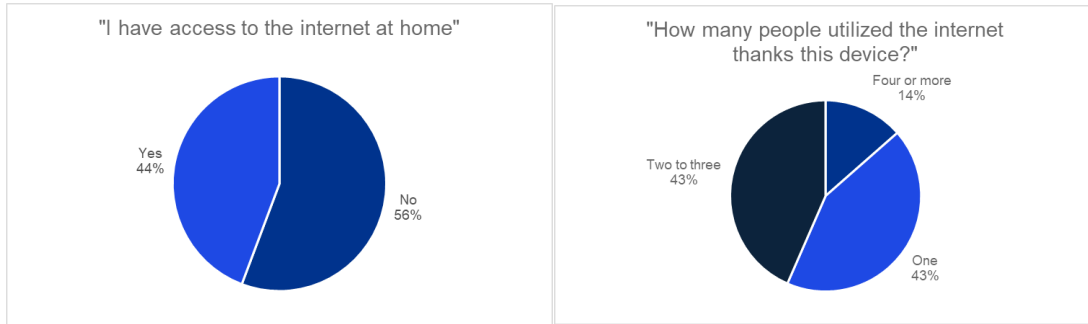 "I have access to the internet at home"
Yes
44%
No
56%
"How many people utilized the internet
thanks this device?"
Four or more
14%
Two to three
43%
One
43%